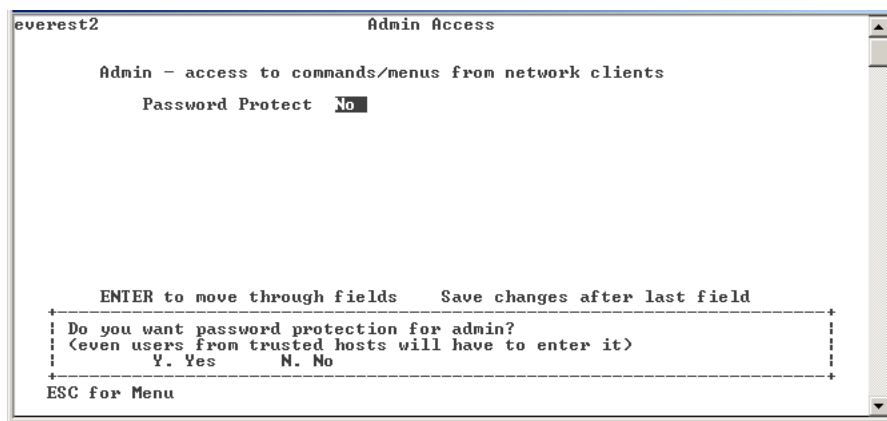 everest2 Admin Access
Admin - access to commands/menus from network clients
Password Protect No
ENTER to move through fields Save changes after last field
Do you want password protection for admin?
(even users from trusted hosts will have to enter it)
Y. Yes N. No
ESC for Menu